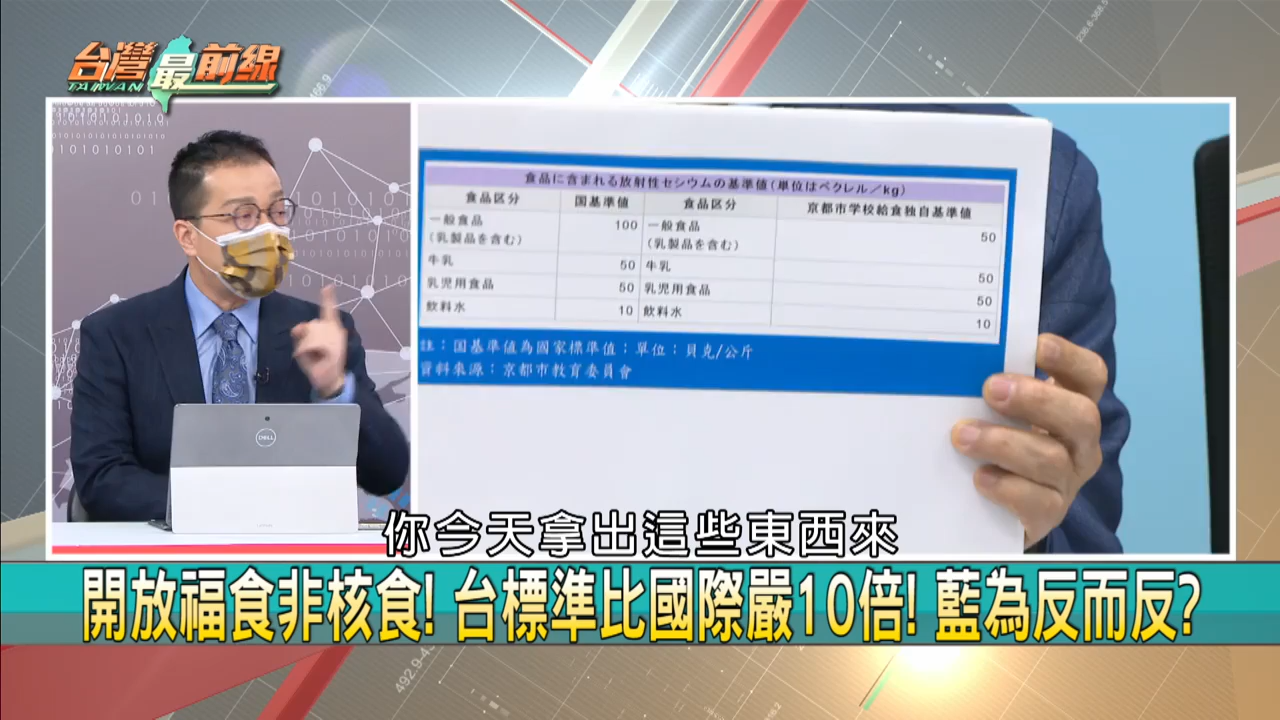 台灣最前線
TAIWAN
食品に含まれる放射性セシウムの基準値(単位はベクレル/kg)
食品区分 国基準値 食品区分 京都市学校給食独自基準値
一般食品 100 一般食品 50
(乳製品を含む) (乳製品を含む)
牛乳 50 牛乳 50
乳児用食品 50 乳児用食品 50
飲料水 10 飲料水 10
註：国基準値為國家標準值；單位：貝克/公斤
資料來源：京都市教育委員會
DELL
你今天拿出這些東西來
開放福食非核食! 台標準比國際嚴10倍! 藍為反而反?